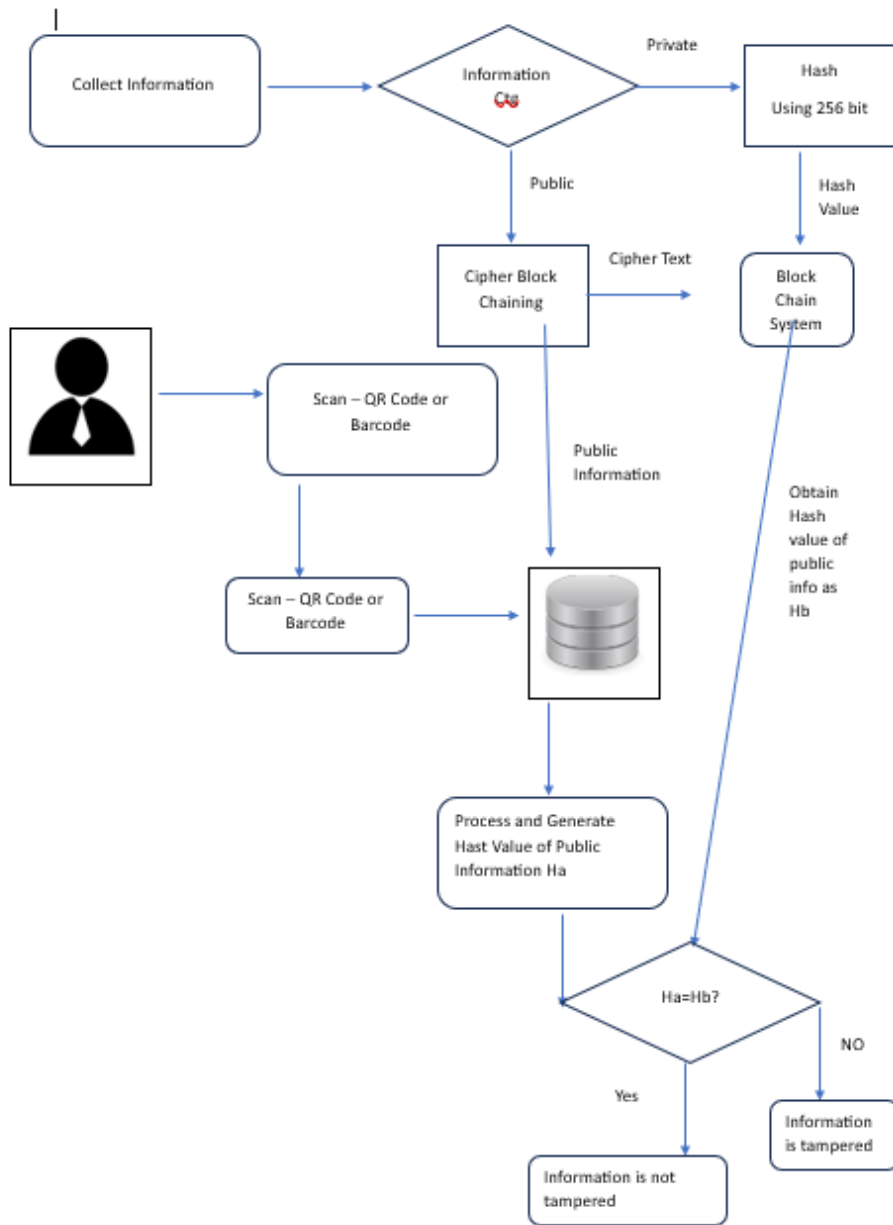 Collect Information
Information
Ctg
Private
Hash
Using 256 bit
Public
Hash
Value
Cipher Block
Chaining
Cipher Text
Block
Chain
System
Scan – QR Code or
Barcode
Public
Information
Obtain
Hash
value of
public
info as
Hb
Scan – QR Code or
Barcode
Process and Generate
Hast Value of Public
Information Ha
Ha=Hb?
NO
Yes
Information
is tampered
Information is not
tampered